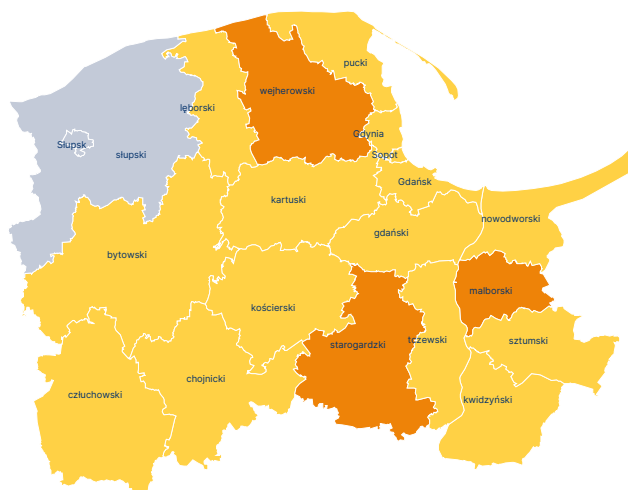 pucki
wejherowski
lęborski
Gdynia
Słupsk
słupski
Sopot
Gdańsk
kartuski
nowodworski
gdański
bytowski
malborski
kościerski
starogardzki
tczewski
sztumski
chojnicki
człuchowski
kwidzyński